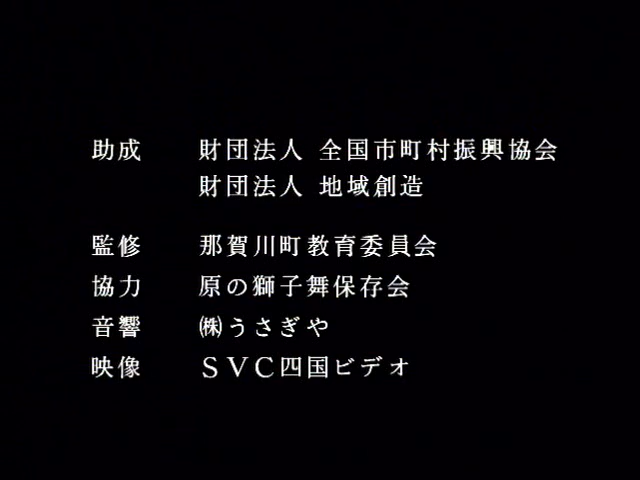 助成 財団法人 全国市町村振興協会
財団法人 地域創造
監修 那賀川町教育委員会
協力 原の獅子舞保存会
音響 ㈱うさぎや
映像 ＳＶＣ四国ビデオ